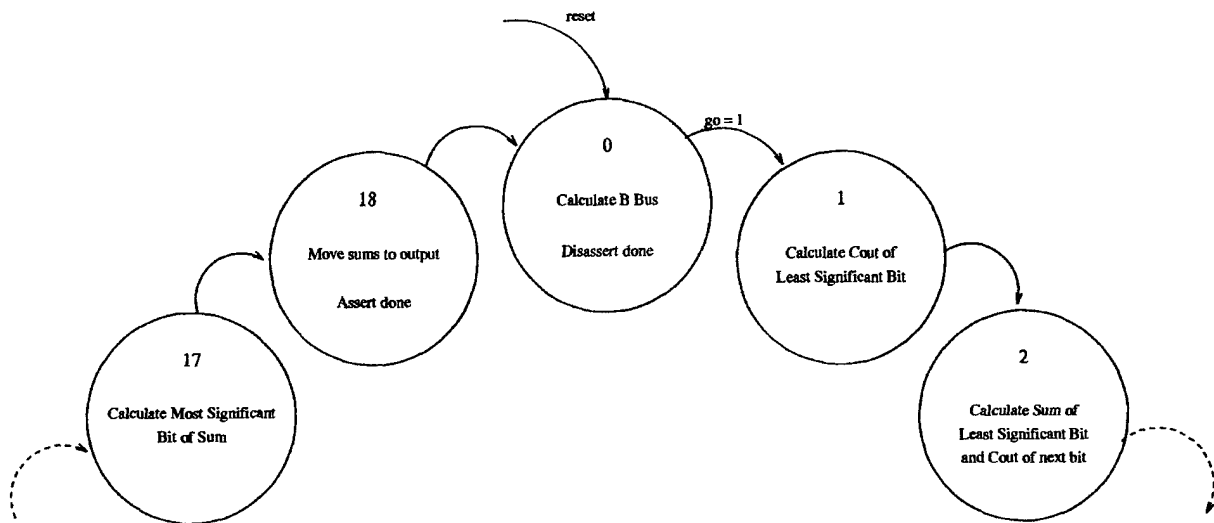 reset
go = 1
0
Calculate B Bus
Disassert done
18
Move sums to output
Assert done
1
Calculate Cout of
Least Significant Bit
17
Calculate Most Significant
Bit of Sum
2
Calculate Sum of
Least Significant Bit
and Cout of next bit